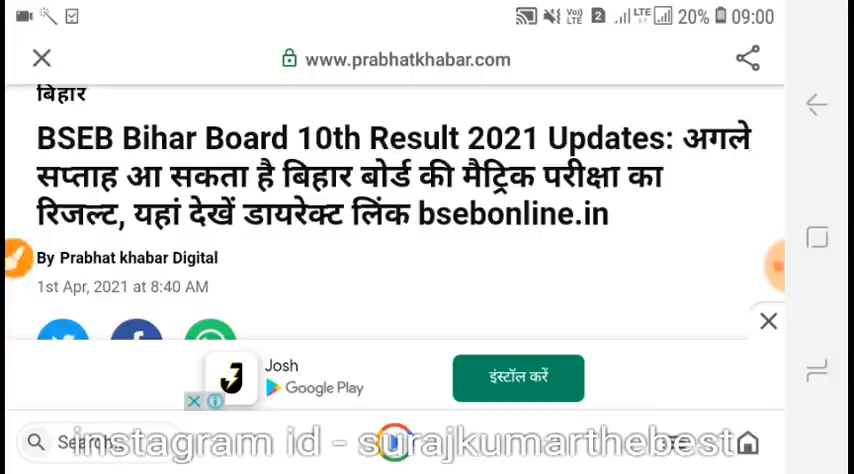 2 LTE 20% 09:00
www.prabhatkhabar.com
बिहार
BSEB Bihar Board 10th Result 2021 Updates: अगले
सप्ताह आ सकता है बिहार बोर्ड की मैट्रिक परीक्षा का
रिजल्ट, यहां देखें डायरेक्ट लिंक bsebonline.in
By Prabhat khabar Digital
1st Apr, 2021 at 8:40 AM
Josh
Google Play
इंस्टॉल करें
instagram id - surajkumarthebest